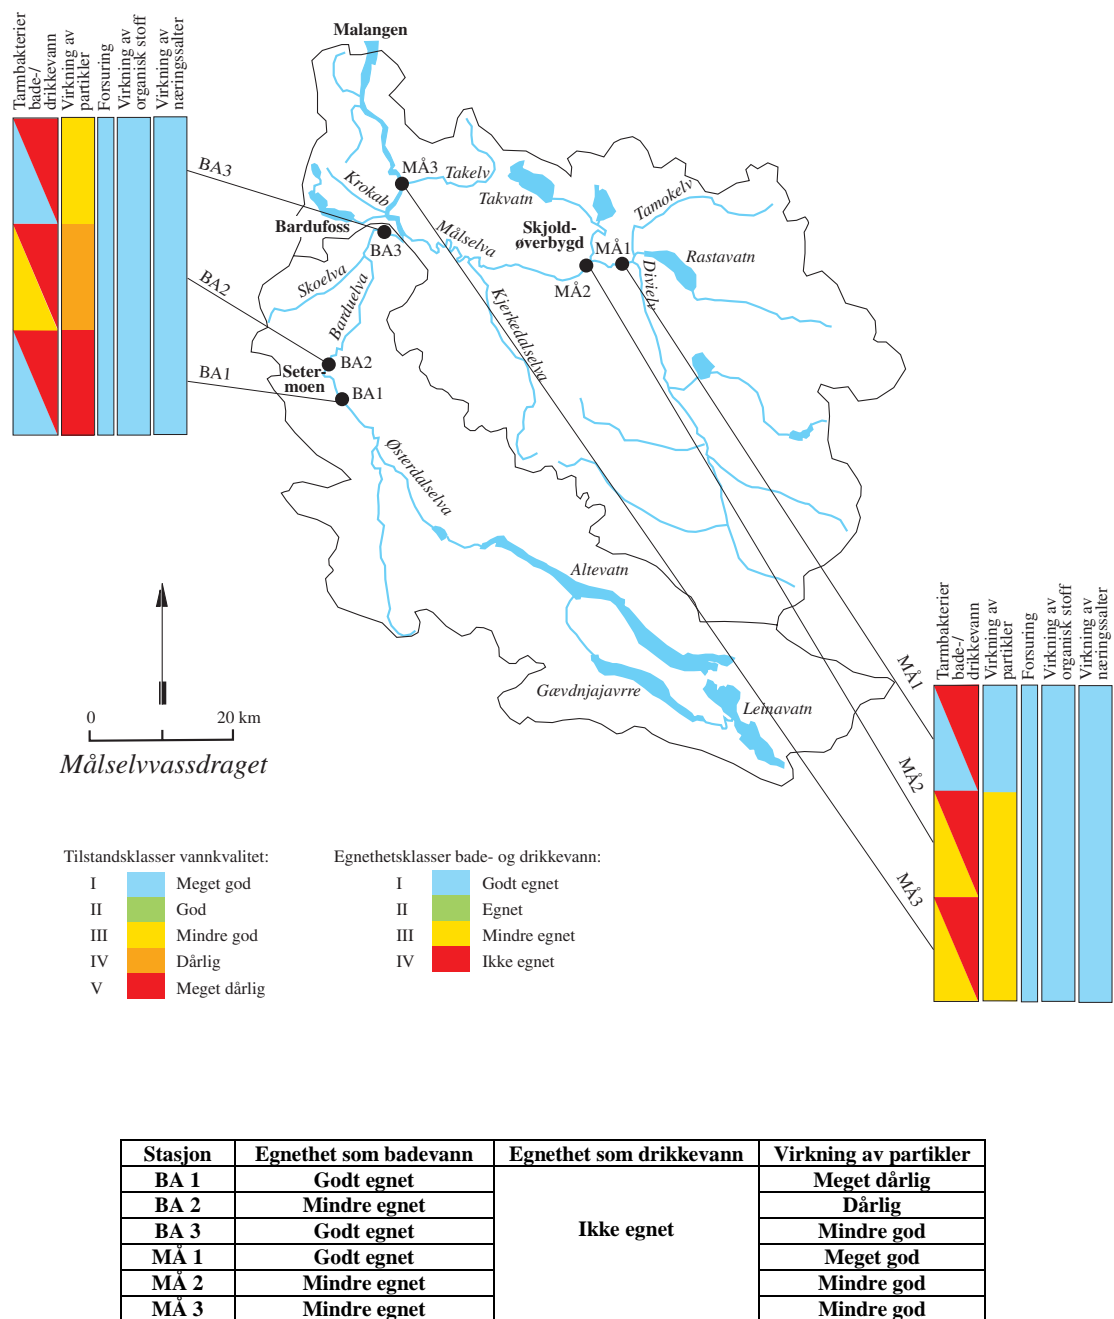 Tarmbakterier
bade-/
drikkevann
Virkning av
partikler
Forsuring
Virkning av
organisk stoff
Virkning av
næringssalter
BA3
BA2
BA1
Malangen
MÅ3
Takelv
Krokab
Takvatn
Tamokelv
Bardufoss
BA3
Målselva
Skjold-
øverbygd
MÅ1
MÅ2
Rastavatn
Divielv
Skoelva
Barduelva
Kjerkedalselva
BA2
Seter-
moen
BA1
Østerdalselva
Altevatn
Gævdnjajavrre
Leinavatn
0 20 km
Målselvvassdraget
Tarmbakterier
bade-/
drikkevann
Virkning av
partikler
Forsuring
Virkning av
organisk stoff
Virkning av
næringssalter
MÅ1
MÅ2
MÅ3
Tilstandsklasser vannkvalitet:
I Meget god
II God
III Mindre god
IV Dårlig
V Meget dårlig
Egnethetsklasser bade- og drikkevann:
I Godt egnet
II Egnet
III Mindre egnet
IV Ikke egnet
Stasjon Egnethet som badevann Egnethet som drikkevann Virkning av partikler
BA 1 Godt egnet Meget dårlig
BA 2 Mindre egnet Dårlig
BA 3 Godt egnet Ikke egnet Mindre god
MÅ 1 Godt egnet Meget god
MÅ 2 Mindre egnet Mindre god
MÅ 3 Mindre egnet Mindre god